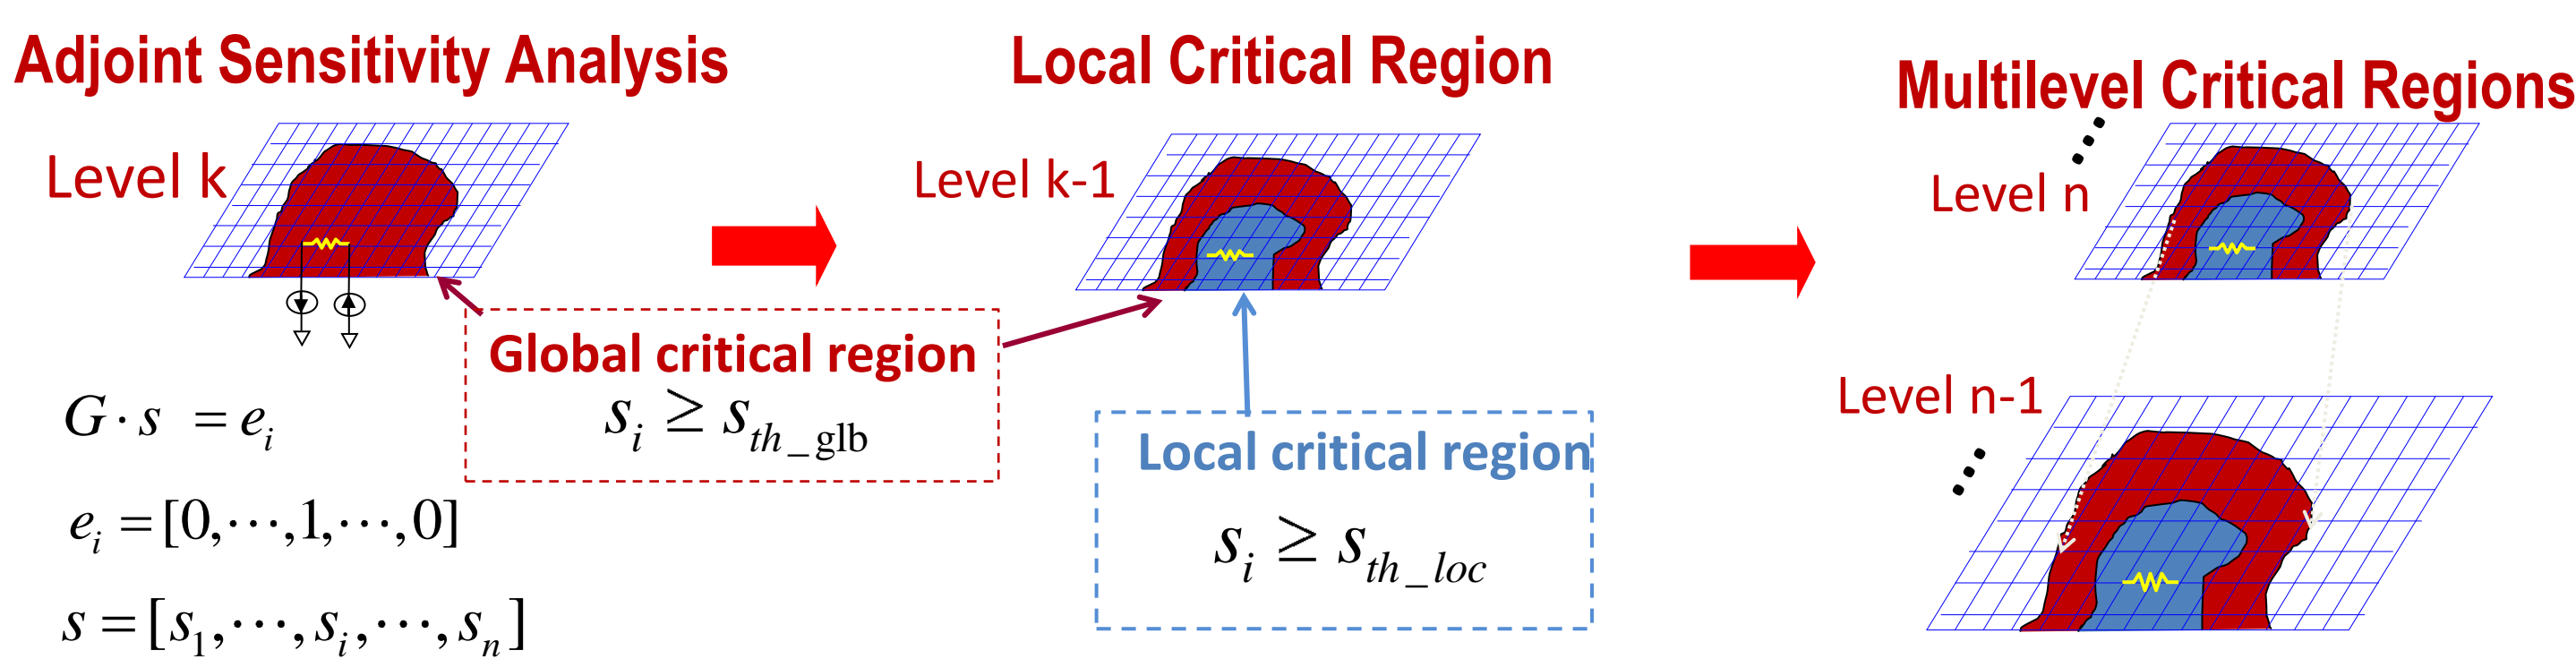 Adjoint Sensitivity Analysis
Level k
G · s = e_i
e_i = [0,···,1,···,0]
s = [s_1,···,s_i,···,s_n]
Global critical region
s_i ≥ s_th_glb
Local Critical Region
Level k-1
Local critical region
s_i ≥ s_th_loc
Multilevel Critical Regions
Level n
Level n-1